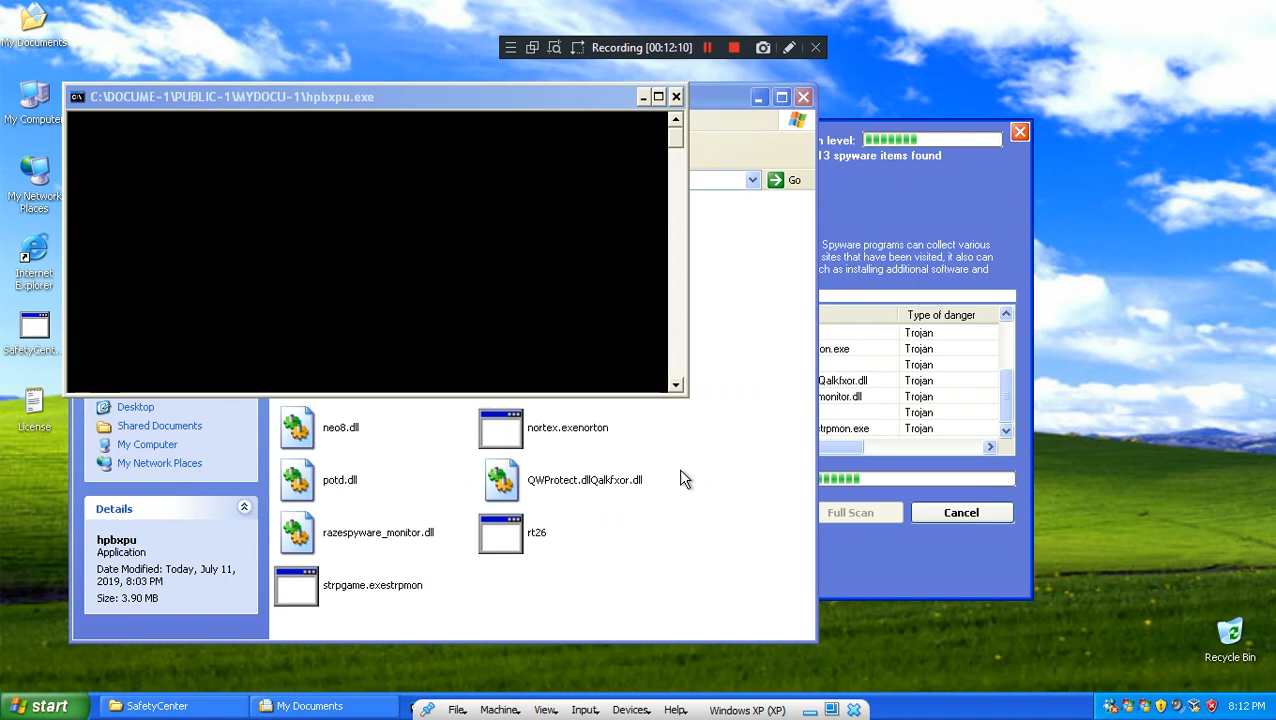 My Documents
Recording [00:12:10]
C:\DOCUME~1\PUBLIC~1\MYDOCU~1\hpbxpu.exe
My Computer
n level:
13 spyware items found
Go
My Network
Places
Spyware programs can collect various
sites that have been visited, it also can
ch as installing additional software and
Internet
Explorer
Type of danger
Trojan
on.exe Trojan
Trojan
Qalkfxor.dll Trojan
monitor.dll Trojan
Trojan
trpmon.exe Trojan
SafetyCent...
License
Desktop
Shared Documents
My Computer
My Network Places
neo8.dll
nortex.exenorton
potd.dll
QWProtect.dllQalkfxor.dll
razespyware_monitor.dll
rt26
strpgame.exestrpmon
Details
hpbxpu
Application
Date Modified: Today, July 11,
2019, 8:03 PM
Size: 3.90 MB
Full Scan
Cancel
Recycle Bin
start
SafetyCenter
My Documents
File
Machine
View
Input
Devices
Help
Windows XP (XP)
8:12 PM